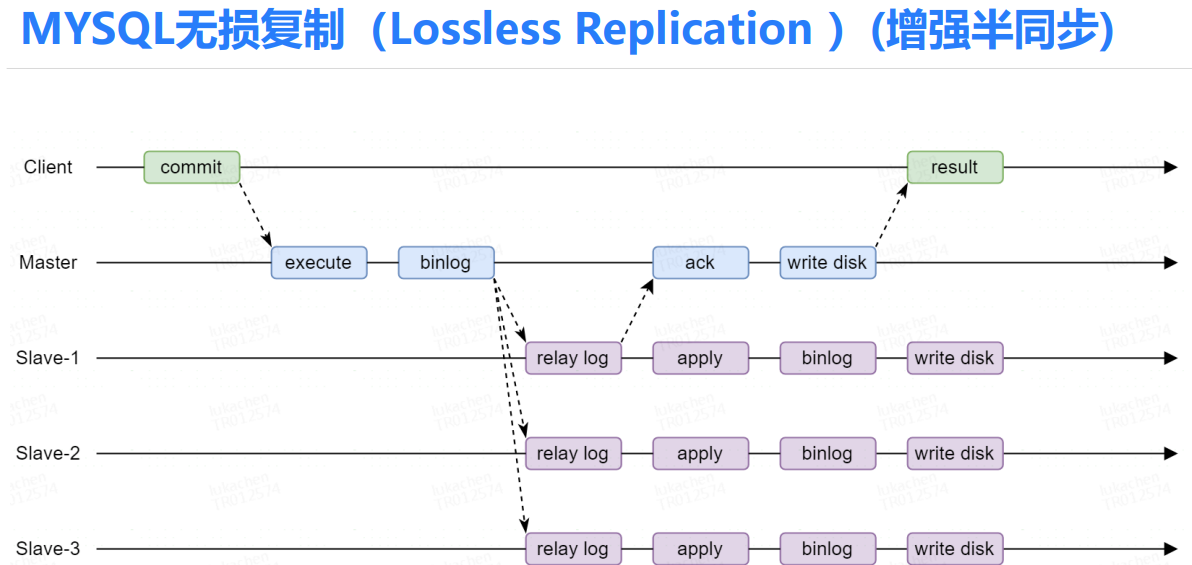 MYSQL无损复制（Lossless Replication ）(增强半同步)
Client commit result
Master execute binlog ack write disk
Slave-1 relay log apply binlog write disk
Slave-2 relay log apply binlog write disk
Slave-3 relay log apply binlog write disk
lukachen
TR012574